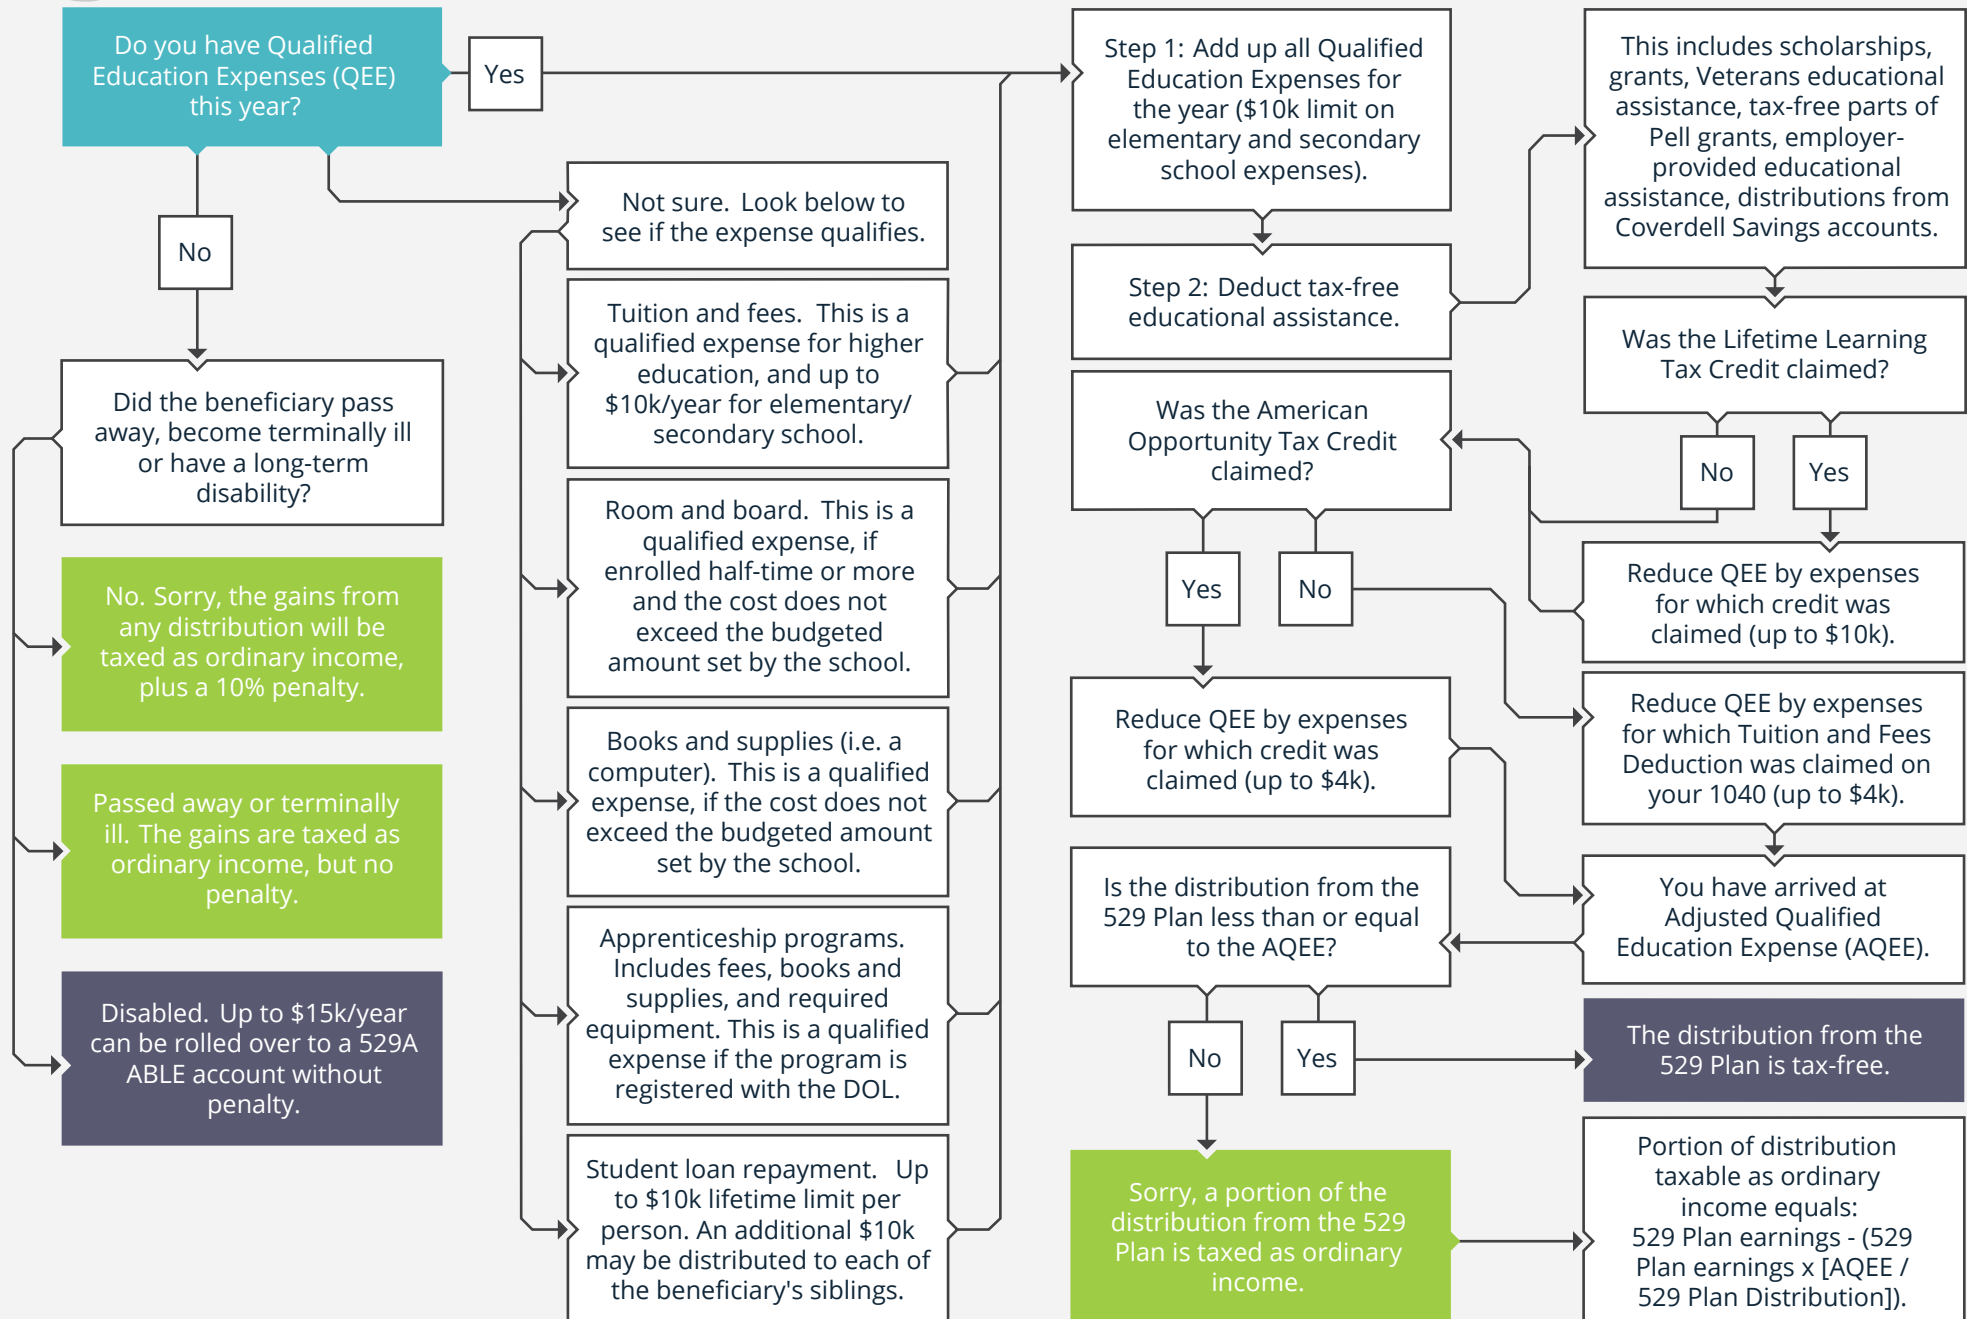 Do you have Qualified
Education Expenses (QEE)
this year?
Yes
No
Did the beneficiary pass
away, become terminally ill
or have a long-term
disability?
No. Sorry, the gains from
any distribution will be
taxed as ordinary income,
plus a 10% penalty.
Passed away or terminally
ill. The gains are taxed as
ordinary income, but no
penalty.
Disabled. Up to $15k/year
can be rolled over to a 529A
ABLE account without
penalty.
Not sure. Look below to
see if the expense qualifies.
Tuition and fees. This is a
qualified expense for higher
education, and up to
$10k/year for elementary/
secondary school.
Room and board. This is a
qualified expense, if
enrolled half-time or more
and the cost does not
exceed the budgeted
amount set by the school.
Books and supplies (i.e. a
computer). This is a qualified
expense, if the cost does not
exceed the budgeted amount
set by the school.
Apprenticeship programs.
Includes fees, books and
supplies, and required
equipment. This is a qualified
expense if the program is
registered with the DOL.
Student loan repayment. Up
to $10k lifetime limit per
person. An additional $10k
may be distributed to each of
the beneficiary's siblings.
Step 1: Add up all Qualified
Education Expenses for
the year ($10k limit on
elementary and secondary
school expenses).
Step 2: Deduct tax-free
educational assistance.
This includes scholarships,
grants, Veterans educational
assistance, tax-free parts of
Pell grants, employer-
provided educational
assistance, distributions from
Coverdell Savings accounts.
Was the Lifetime Learning
Tax Credit claimed?
No
Yes
Reduce QEE by expenses
for which credit was
claimed (up to $10k).
Was the American
Opportunity Tax Credit
claimed?
Yes
No
Reduce QEE by expenses
for which credit was
claimed (up to $4k).
Reduce QEE by expenses
for which Tuition and Fees
Deduction was claimed on
your 1040 (up to $4k).
You have arrived at
Adjusted Qualified
Education Expense (AQEE).
Is the distribution from the
529 Plan less than or equal
to the AQEE?
No
Yes
The distribution from the
529 Plan is tax-free.
Sorry, a portion of the
distribution from the 529
Plan is taxed as ordinary
income.
Portion of distribution
taxable as ordinary
income equals:
529 Plan earnings - (529
Plan earnings x [AQEE /
529 Plan Distribution]).